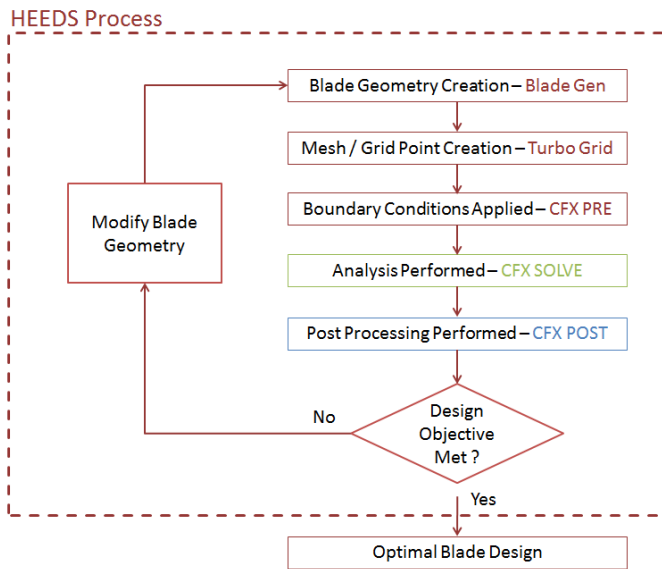 HEEDS Process
Blade Geometry Creation – Blade Gen
Mesh / Grid Point Creation – Turbo Grid
Boundary Conditions Applied – CFX PRE
Modify Blade
Geometry
Analysis Performed – CFX SOLVE
Post Processing Performed – CFX POST
No
Design
Objective
Met ?
Yes
Optimal Blade Design